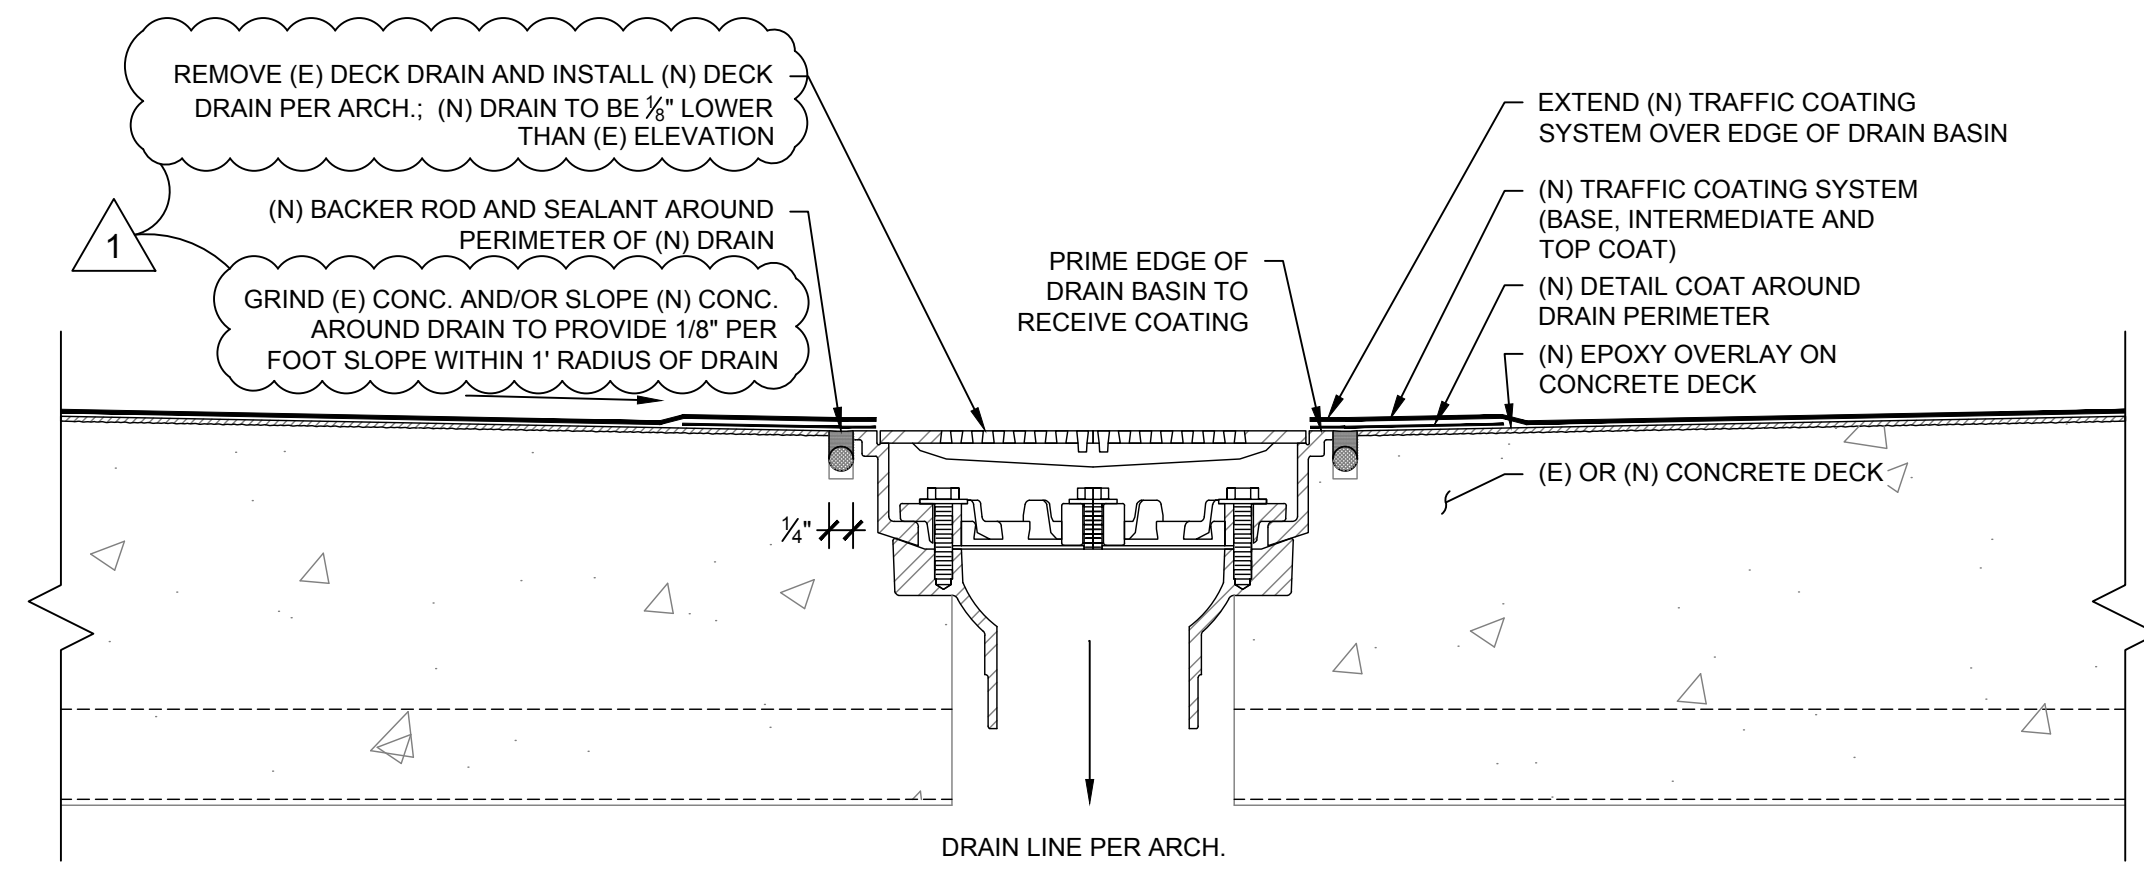 REMOVE (E) DECK DRAIN AND INSTALL (N) DECK
DRAIN PER ARCH.; (N) DRAIN TO BE ⅛" LOWER
THAN (E) ELEVATION
1
(N) BACKER ROD AND SEALANT AROUND
PERIMETER OF (N) DRAIN
GRIND (E) CONC. AND/OR SLOPE (N) CONC.
AROUND DRAIN TO PROVIDE 1/8" PER
FOOT SLOPE WITHIN 1' RADIUS OF DRAIN
PRIME EDGE OF
DRAIN BASIN TO
RECEIVE COATING
EXTEND (N) TRAFFIC COATING
SYSTEM OVER EDGE OF DRAIN BASIN
(N) TRAFFIC COATING SYSTEM
(BASE, INTERMEDIATE AND
TOP COAT)
(N) DETAIL COAT AROUND
DRAIN PERIMETER
(N) EPOXY OVERLAY ON
CONCRETE DECK
(E) OR (N) CONCRETE DECK
¼"
DRAIN LINE PER ARCH.